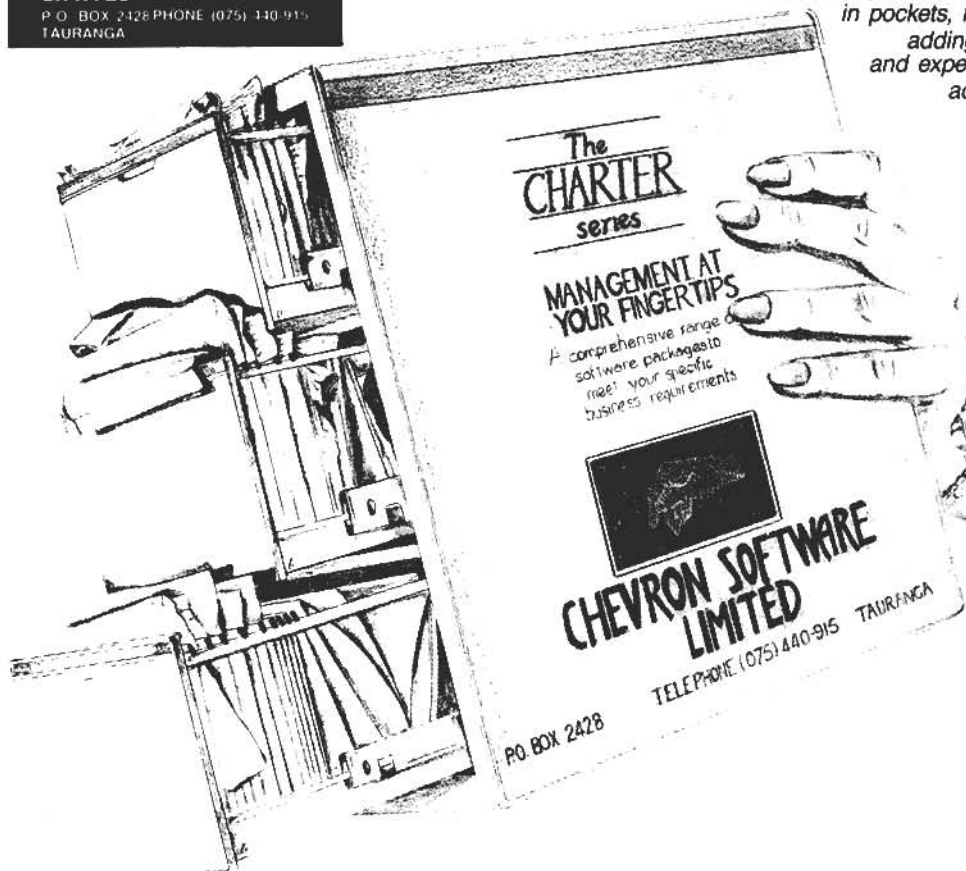 P.O. BOX 2428 PHONE (075) 440-915
TAURANGA
in pockets,
adding
and expe
The
CHARTER
series
MANAGEMENT AT
YOUR FINGERTIPS
A comprehensive range
software packages to
meet your specific
business requirements
CHEVRON SOFTWARE
LIMITED
TELEPHONE (075) 440-915 TAURANGA
P.O. BOX 2428